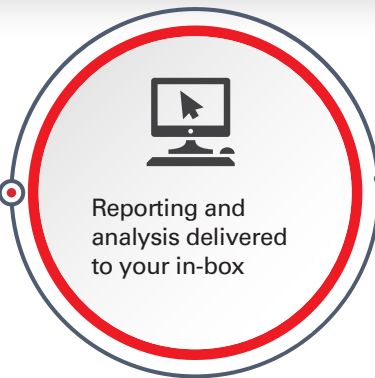 Reporting and
analysis delivered
to your in-box